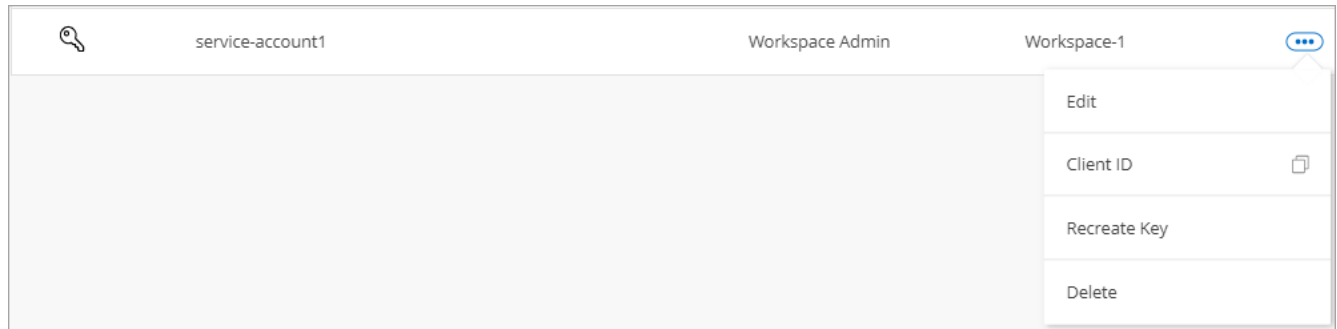 service-account1 Workspace Admin Workspace-1
Edit
Client ID
Recreate Key
Delete